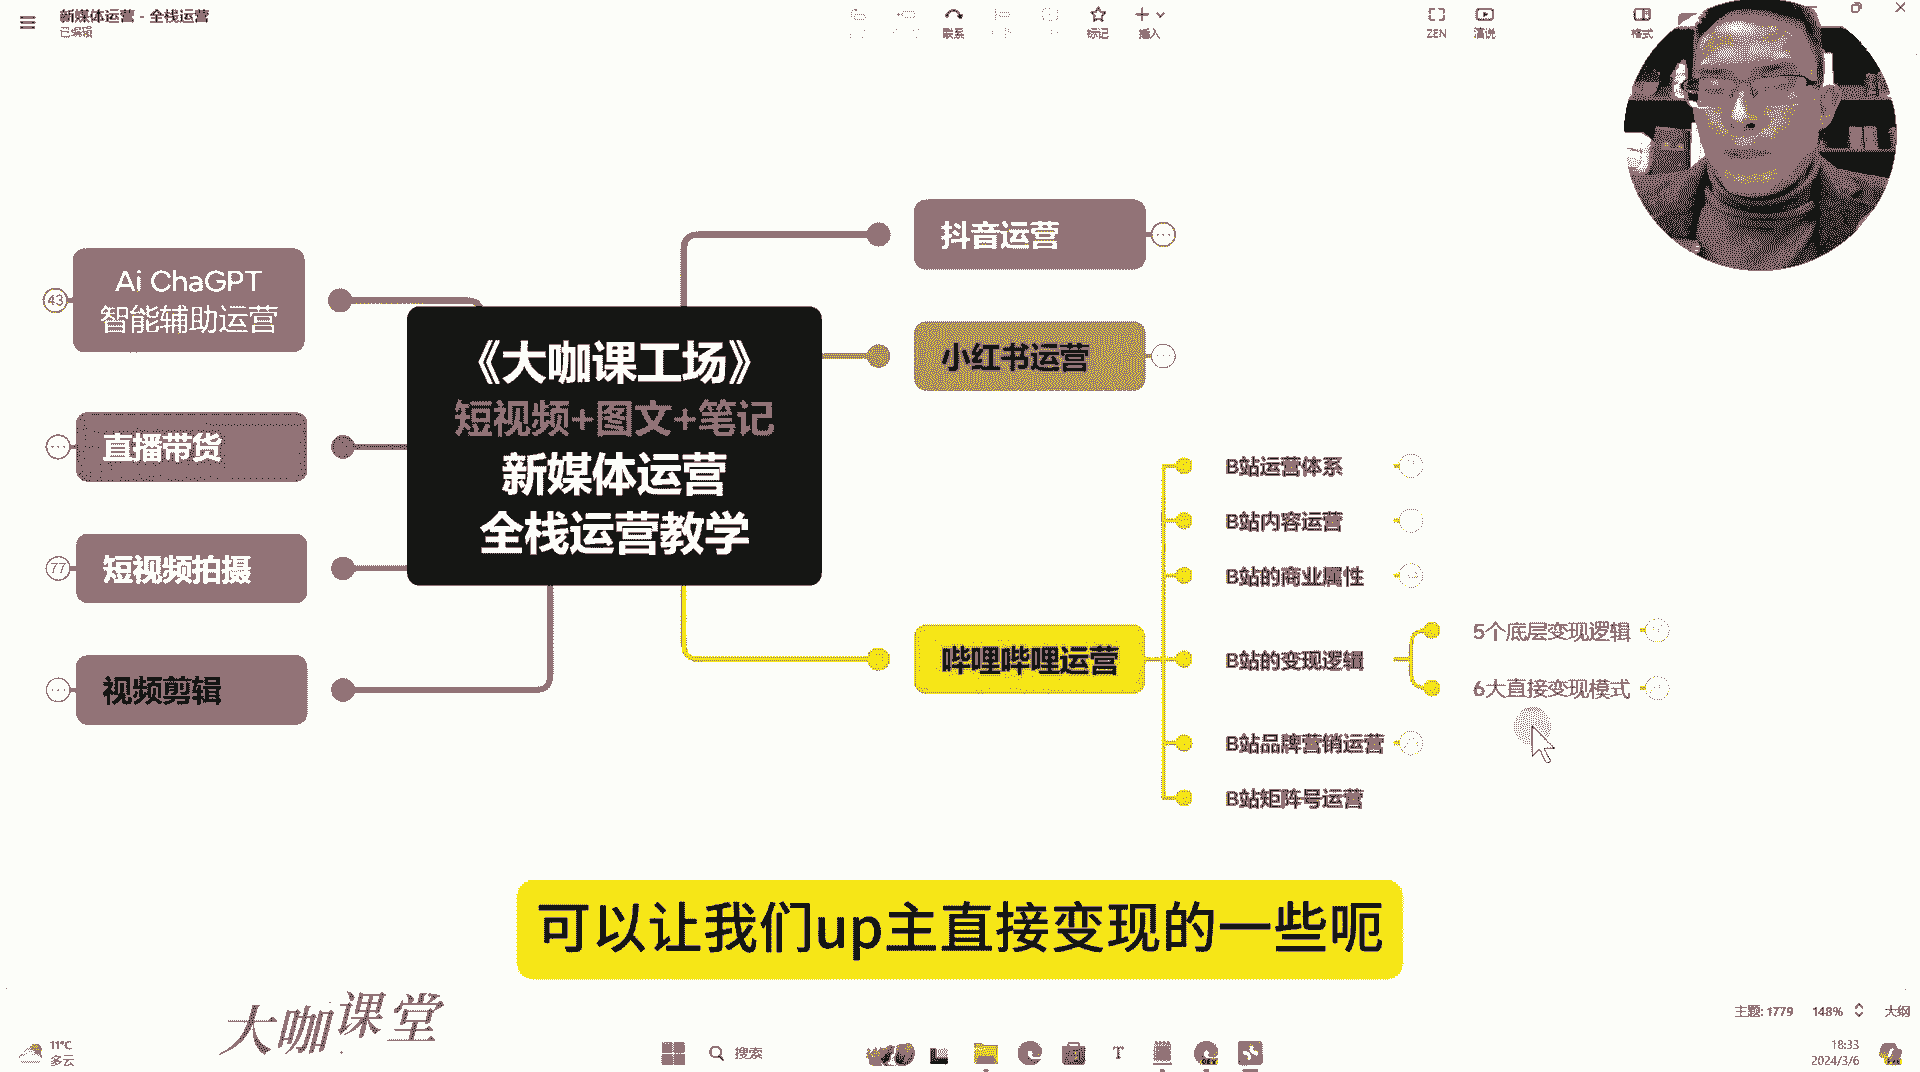 新媒体运营 - 全栈运营
已编辑
联系
标记
插入
ZEN
演说
格式
Ai ChaGPT
智能辅助运营
43
直播带货
短视频拍摄
77
视频剪辑
《大咖课工场》
短视频+图文+笔记
新媒体运营
全栈运营教学
抖音运营
小红书运营
哔哩哔哩运营
B站运营体系
B站内容运营
B站的商业属性
B站的变现逻辑
5个底层变现逻辑
6大直接变现模式
B站品牌营销运营
B站矩阵号运营
可以让我们up主直接变现的一些呃
大咖课堂
主题: 1779
148%
大纲
11°C
多云
搜索
18:33
2024/3/6